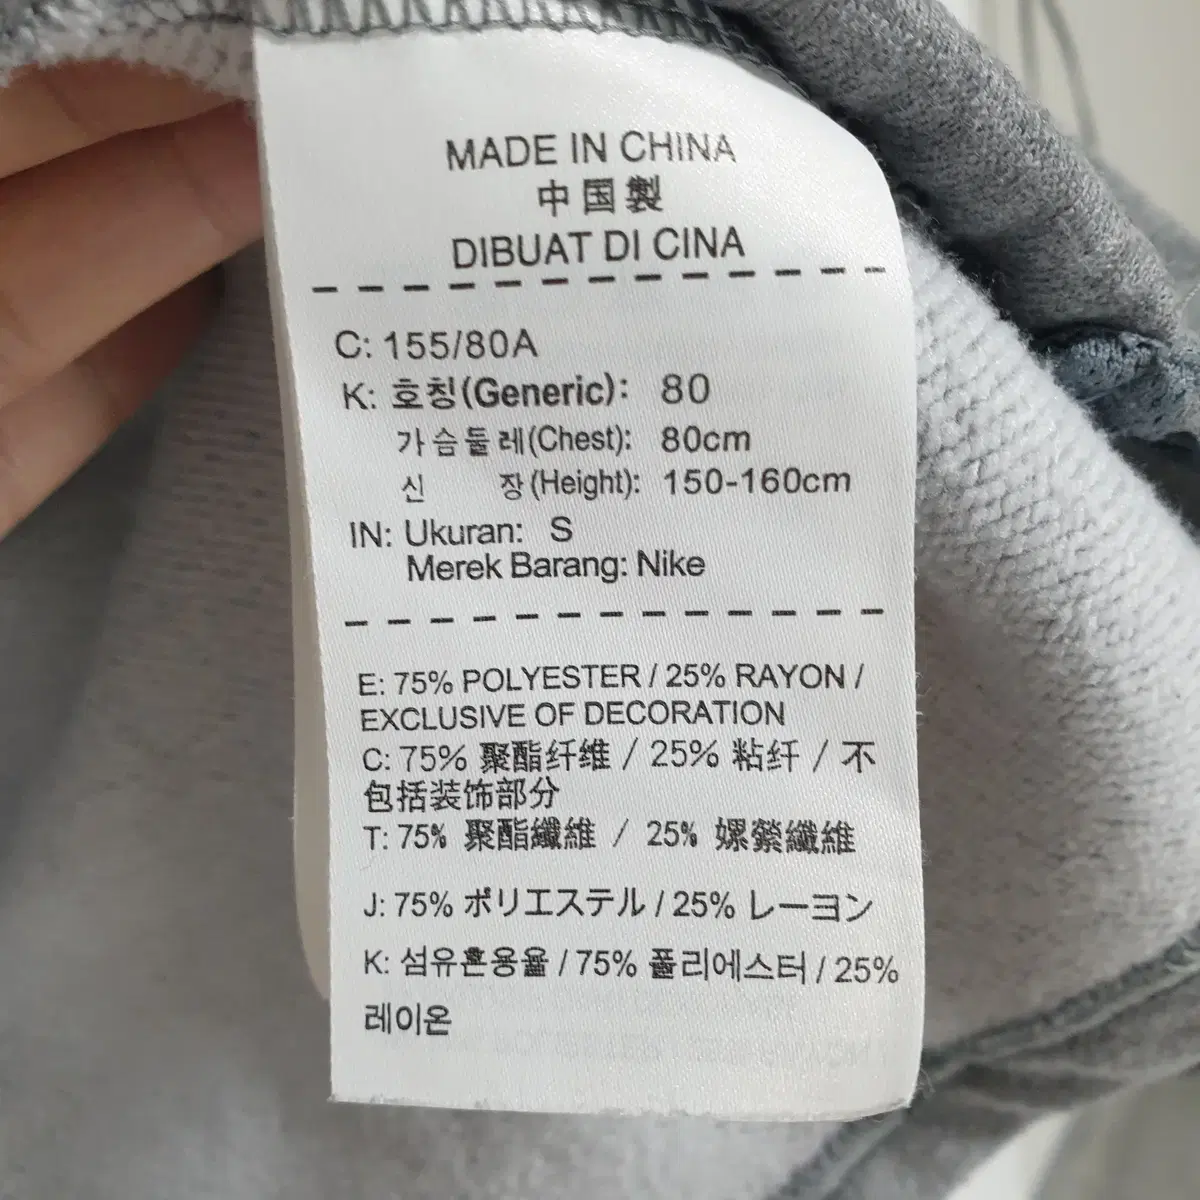 MADE IN CHINA
中国製
DIBUAT DI CINA
C: 155/80A
K: 호칭(Generic): 80
가슴둘레(Chest): 80cm
신 장(Height): 150-160cm
IN: Ukuran: S
Merek Barang: Nike
E: 75% POLYESTER / 25% RAYON /
EXCLUSIVE OF DECORATION
C: 75% 聚酯纤维 / 25% 粘纤 / 不
包括装饰部分
T: 75% 聚酯纖維 / 25% 嫘縈纖維
J: 75% ポリエステル / 25% レーヨン
K: 섬유혼용율 / 75% 폴리에스터 / 25%
레이온